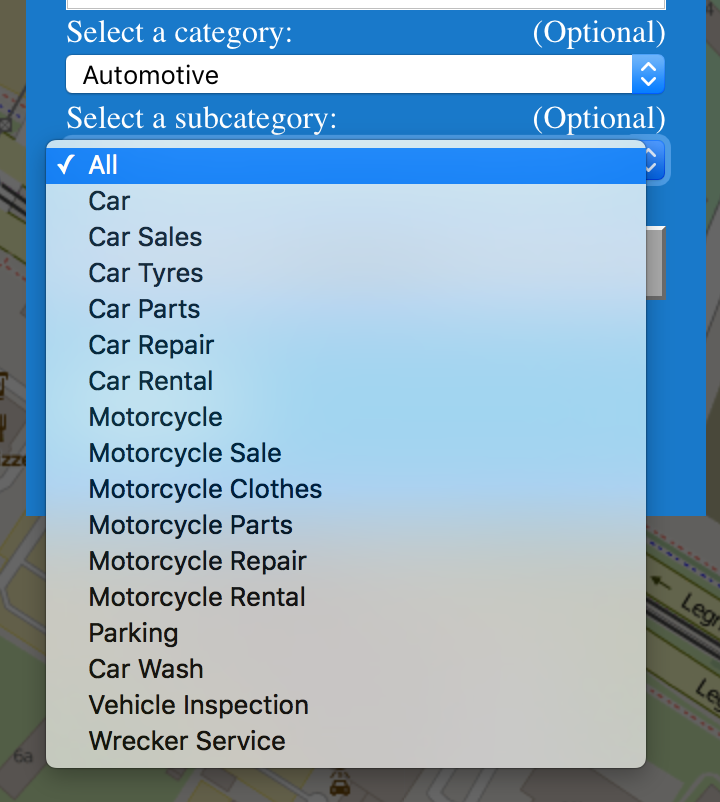 Select a category: (Optional)
Automotive
Select a subcategory: (Optional)
✓ All
Car
Car Sales
Car Tyres
Car Parts
Car Repair
Car Rental
Motorcycle
Motorcycle Sale
Motorcycle Clothes
Motorcycle Parts
Motorcycle Repair
Motorcycle Rental
Parking
Car Wash
Vehicle Inspection
Wrecker Service
6a